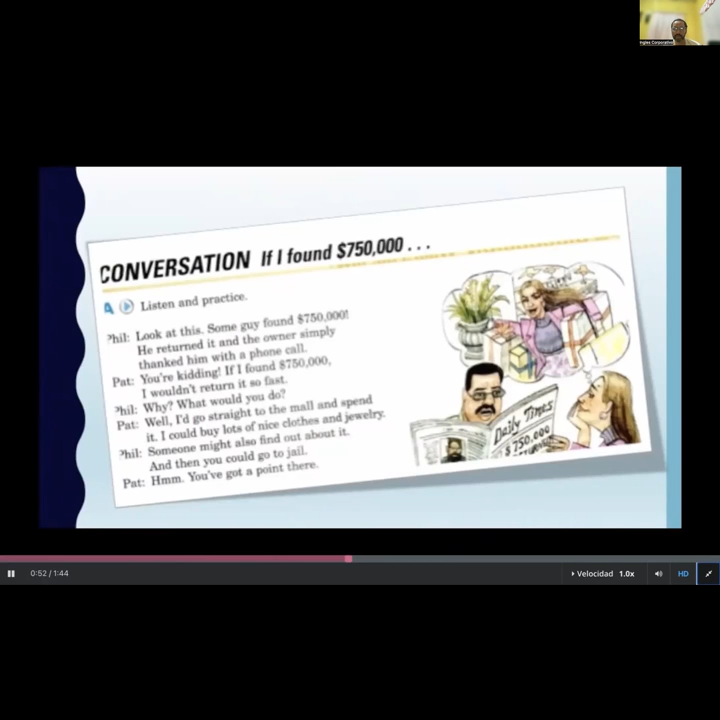 Ingles Corporativo
CONVERSATION If I found $750,000 . . .
A Listen and practice.
Phil: Look at this. Some guy found $750,000!
He returned it and the owner simply
thanked him with a phone call.
Pat: You're kidding! If I found $750,000,
I wouldn't return it so fast.
Phil: Why? What would you do?
Pat: Well, I'd go straight to the mall and spend
it. I could buy lots of nice clothes and jewelry.
Phil: Someone might also find out about it.
And then you could go to jail.
Pat: Hmm. You've got a point there.
Daily Times
$750,000
0:52 / 1:44
Velocidad 1.0x
HD